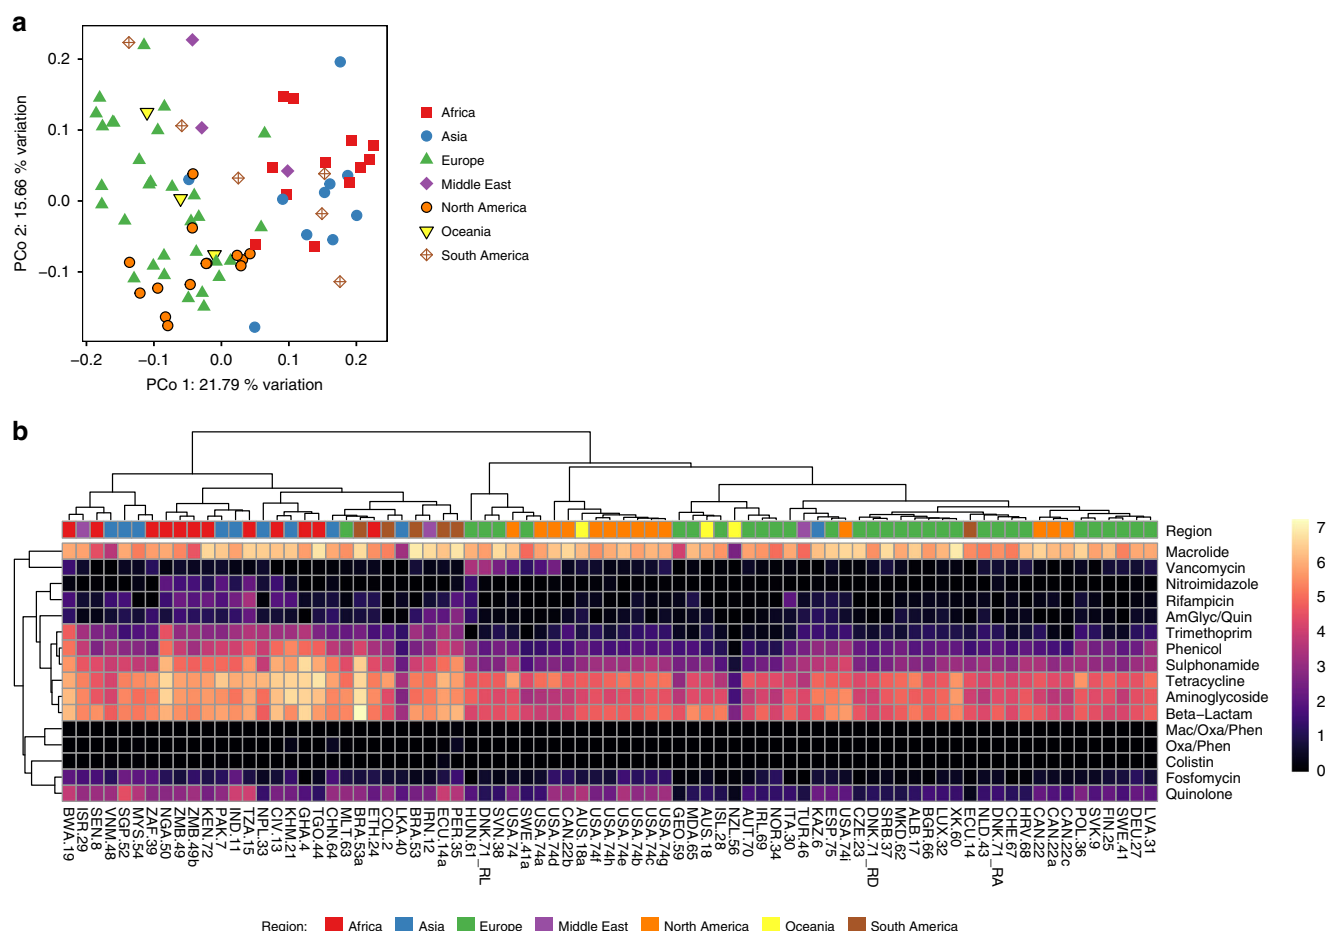 a
0.2
0.1
0.0
−0.1
PCo 2: 15.66 % variation
−0.2 −0.1 0.0 0.1 0.2
PCo 1: 21.79 % variation
Africa
Asia
Europe
Middle East
North America
Oceania
South America
b
Region
Macrolide
Vancomycin
Nitroimidazole
Rifampicin
AmGlyc/Quin
Trimethoprim
Phenicol
Sulphonamide
Tetracycline
Aminoglycoside
Beta−Lactam
Mac/Oxa/Phen
Oxa/Phen
Colistin
Fosfomycin
Quinolone
7
6
5
4
3
2
1
0
BWA.19
ISR.29
SEN.8
VNM.48
SGP.52
MYS.54
ZAF.39
NGA.50
ZMB.49
ZMB.49b
KEN.72
PAK.7
IND.11
TZA.15
NPL.33
CIV.13
KHM.21
GHA.4
TGO.44
CHN.64
MLT.63
BRA.53a
ETH.24
COL.2
LKA.40
BRA.53
IRN.12
ECU.14a
PER.35
HUN.61
DNK.71_RL
SVN.38
USA.74
SWE.41a
USA.74a
USA.74d
CAN.22b
AUS.18a
USA.74f
USA.74h
USA.74e
USA.74b
USA.74c
USA.74g
GEO.59
MDA.65
AUS.18
ISL.28
NZL.56
AUT.70
IRL.69
NOR.34
ITA.30
TUR.46
KAZ.6
ESP.75
USA.74i
CZE.23
DNK.71_RD
SRB.37
MKD.62
ALB.17
BGR.66
LUX.32
XK.60
ECU.14
NLD.43
DNK.71_RA
CHE.67
HRV.68
CAN.22
CAN.22a
CAN.22c
POL.36
SVK.9
FIN.25
SWE.41
DEU.27
LVA.31
Region: Africa Asia Europe Middle East North America Oceania South America